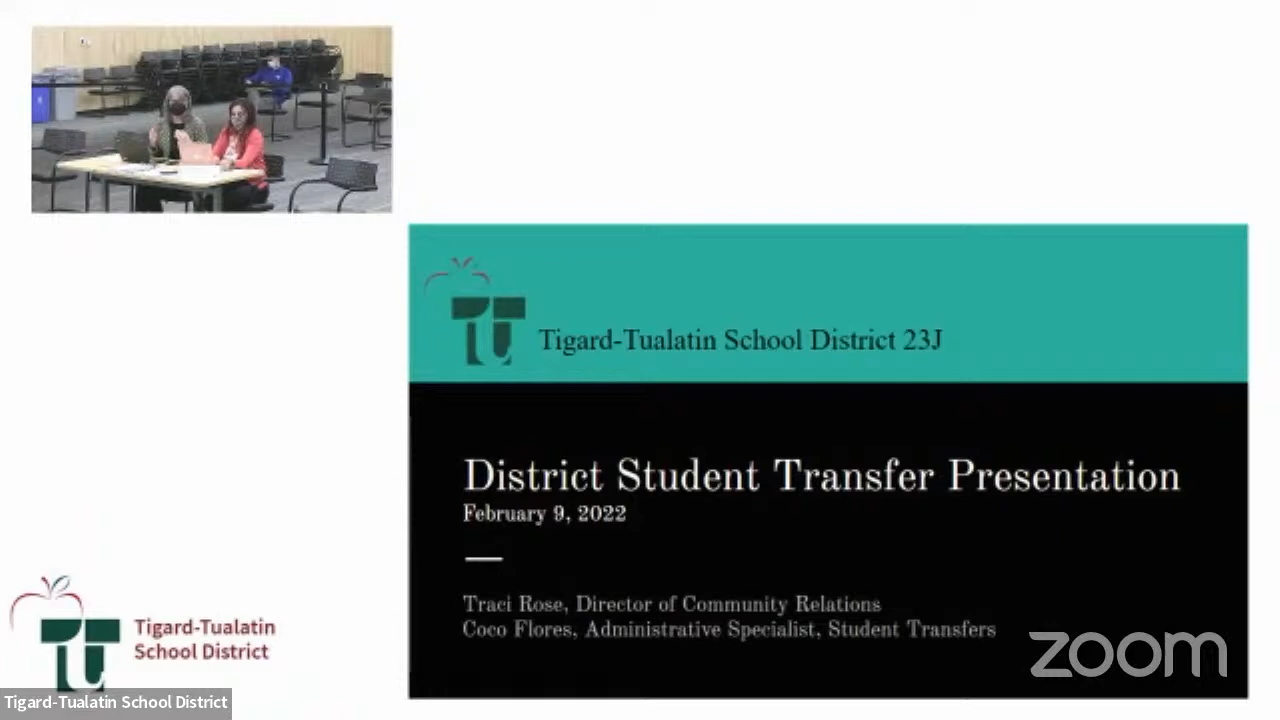 Tigard-Tualatin School District 23J
District Student Transfer Presentation
February 9, 2022
Traci Rose, Director of Community Relations
Coco Flores, Administrative Specialist, Student Transfers
zoom
Tigard-Tualatin
School District
Tigard-Tualatin School District